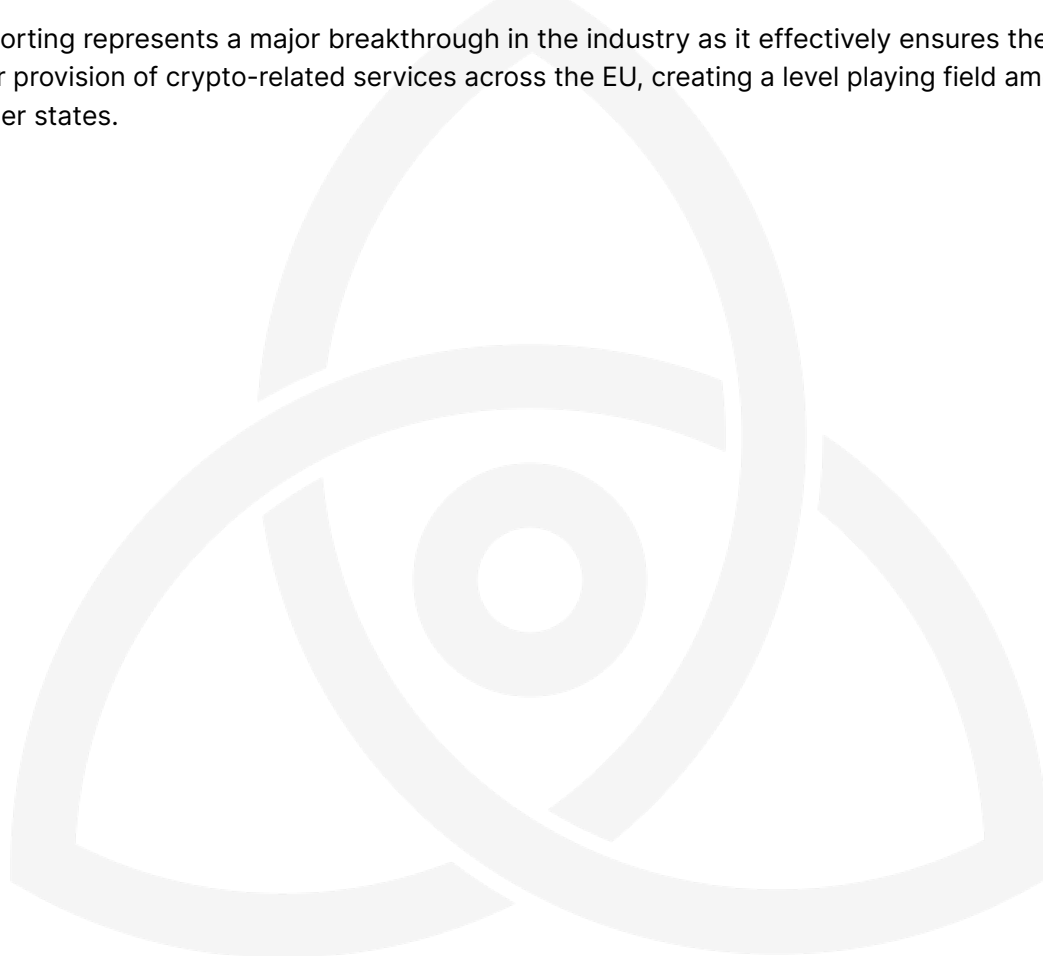 orting represents a major breakthrough in the industry as it effectively ensures the
r provision of crypto-related services across the EU, creating a level playing field am
er states.